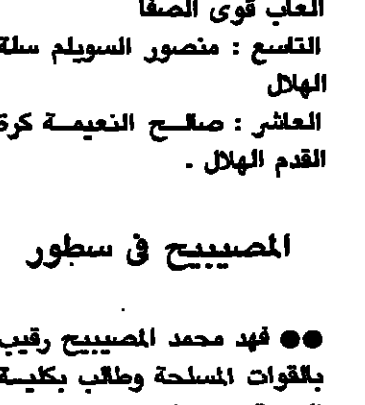 العاب قوى الصفا
التاسع : منصور السويلم سلة
الهلال
العاشر : صالح النعيمة كرة
القدم الهلال .
المصيبيح في سطور
●● فهد محمد المصيبيح رقيب
بالقوات المسلحة وطالب بكلية